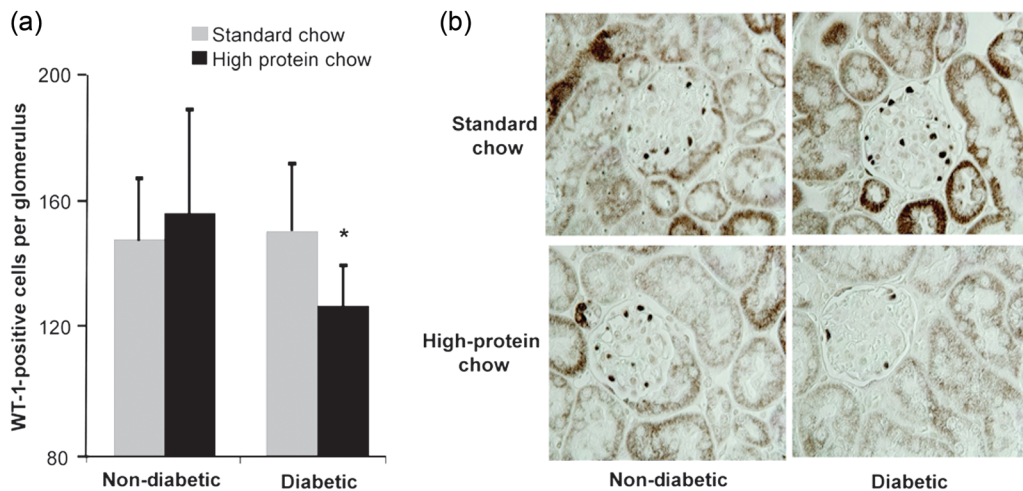 (a)
Standard chow
High protein chow
WT-1-positive cells per glomerulus
200
160
120
80
*
Non-diabetic
Diabetic
(b)
Standard
chow
High-protein
chow
Non-diabetic
Diabetic